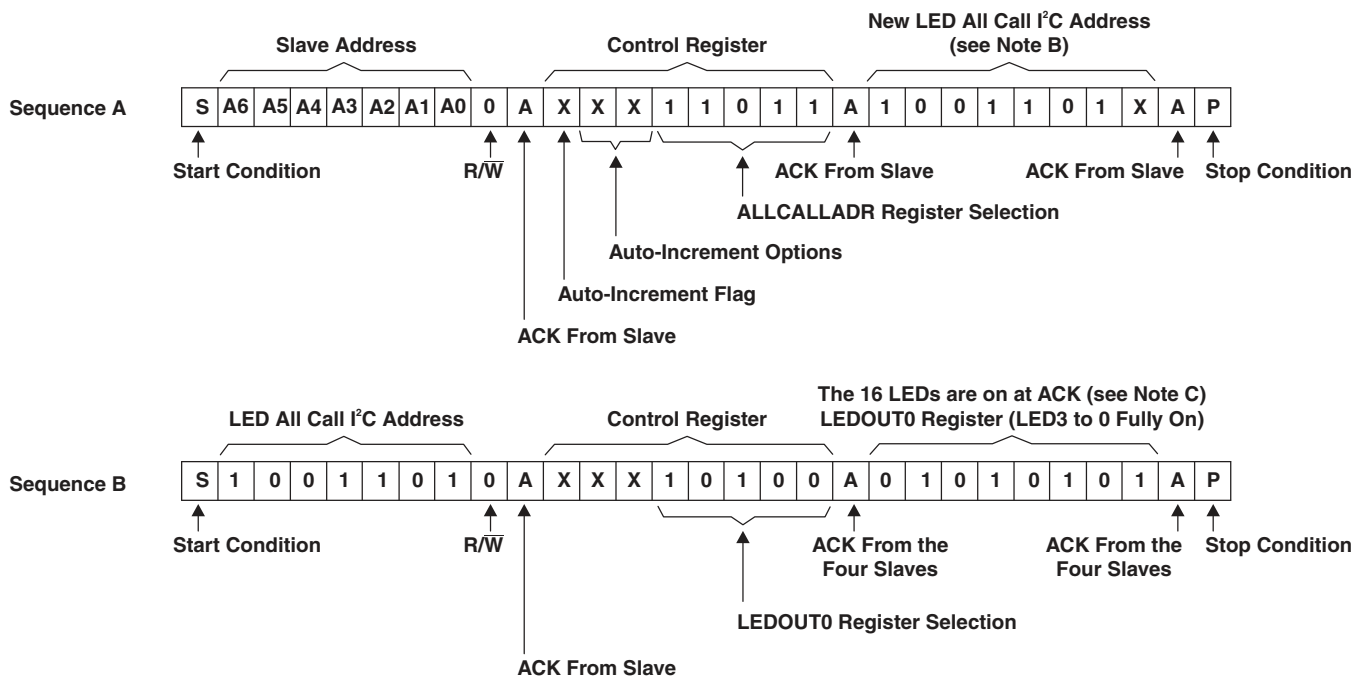 New LED All Call I²C Address
Slave Address Control Register (see Note B)
Sequence A S A6 A5 A4 A3 A2 A1 A0 0 A X X X 1 1 0 1 1 A 1 0 0 1 1 0 1 X A P
Start Condition R/W̅ ACK From Slave ACK From Slave Stop Condition
ALLCALLADR Register Selection
Auto-Increment Options
Auto-Increment Flag
ACK From Slave
The 16 LEDs are on at ACK (see Note C)
LED All Call I²C Address Control Register LEDOUT0 Register (LED3 to 0 Fully On)
Sequence B S 1 0 0 1 1 0 1 0 A X X X 1 0 1 0 0 A 0 1 0 1 0 1 0 1 A P
Start Condition R/W̅ ACK From the ACK From the Stop Condition
Four Slaves Four Slaves
LEDOUT0 Register Selection
ACK From Slave